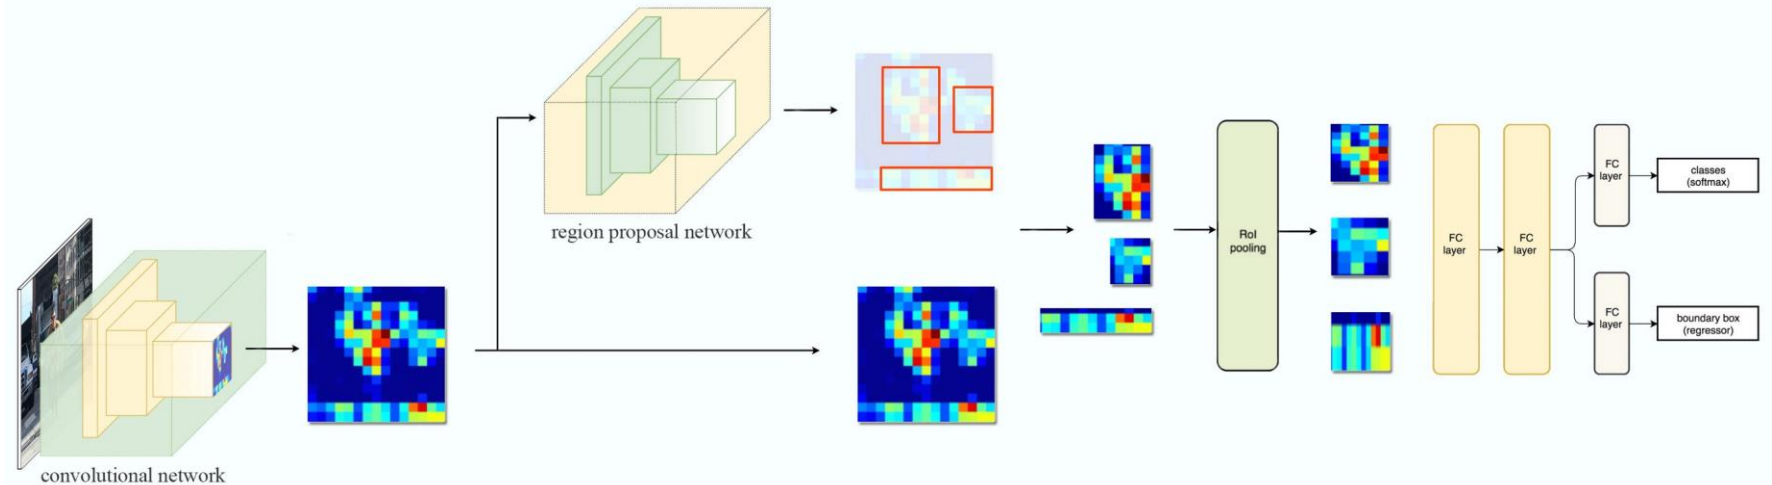 convolutional network
region proposal network
RoI
pooling
FC
layer
FC
layer
FC
layer
classes
(softmax)
FC
layer
boundary box
(regressor)